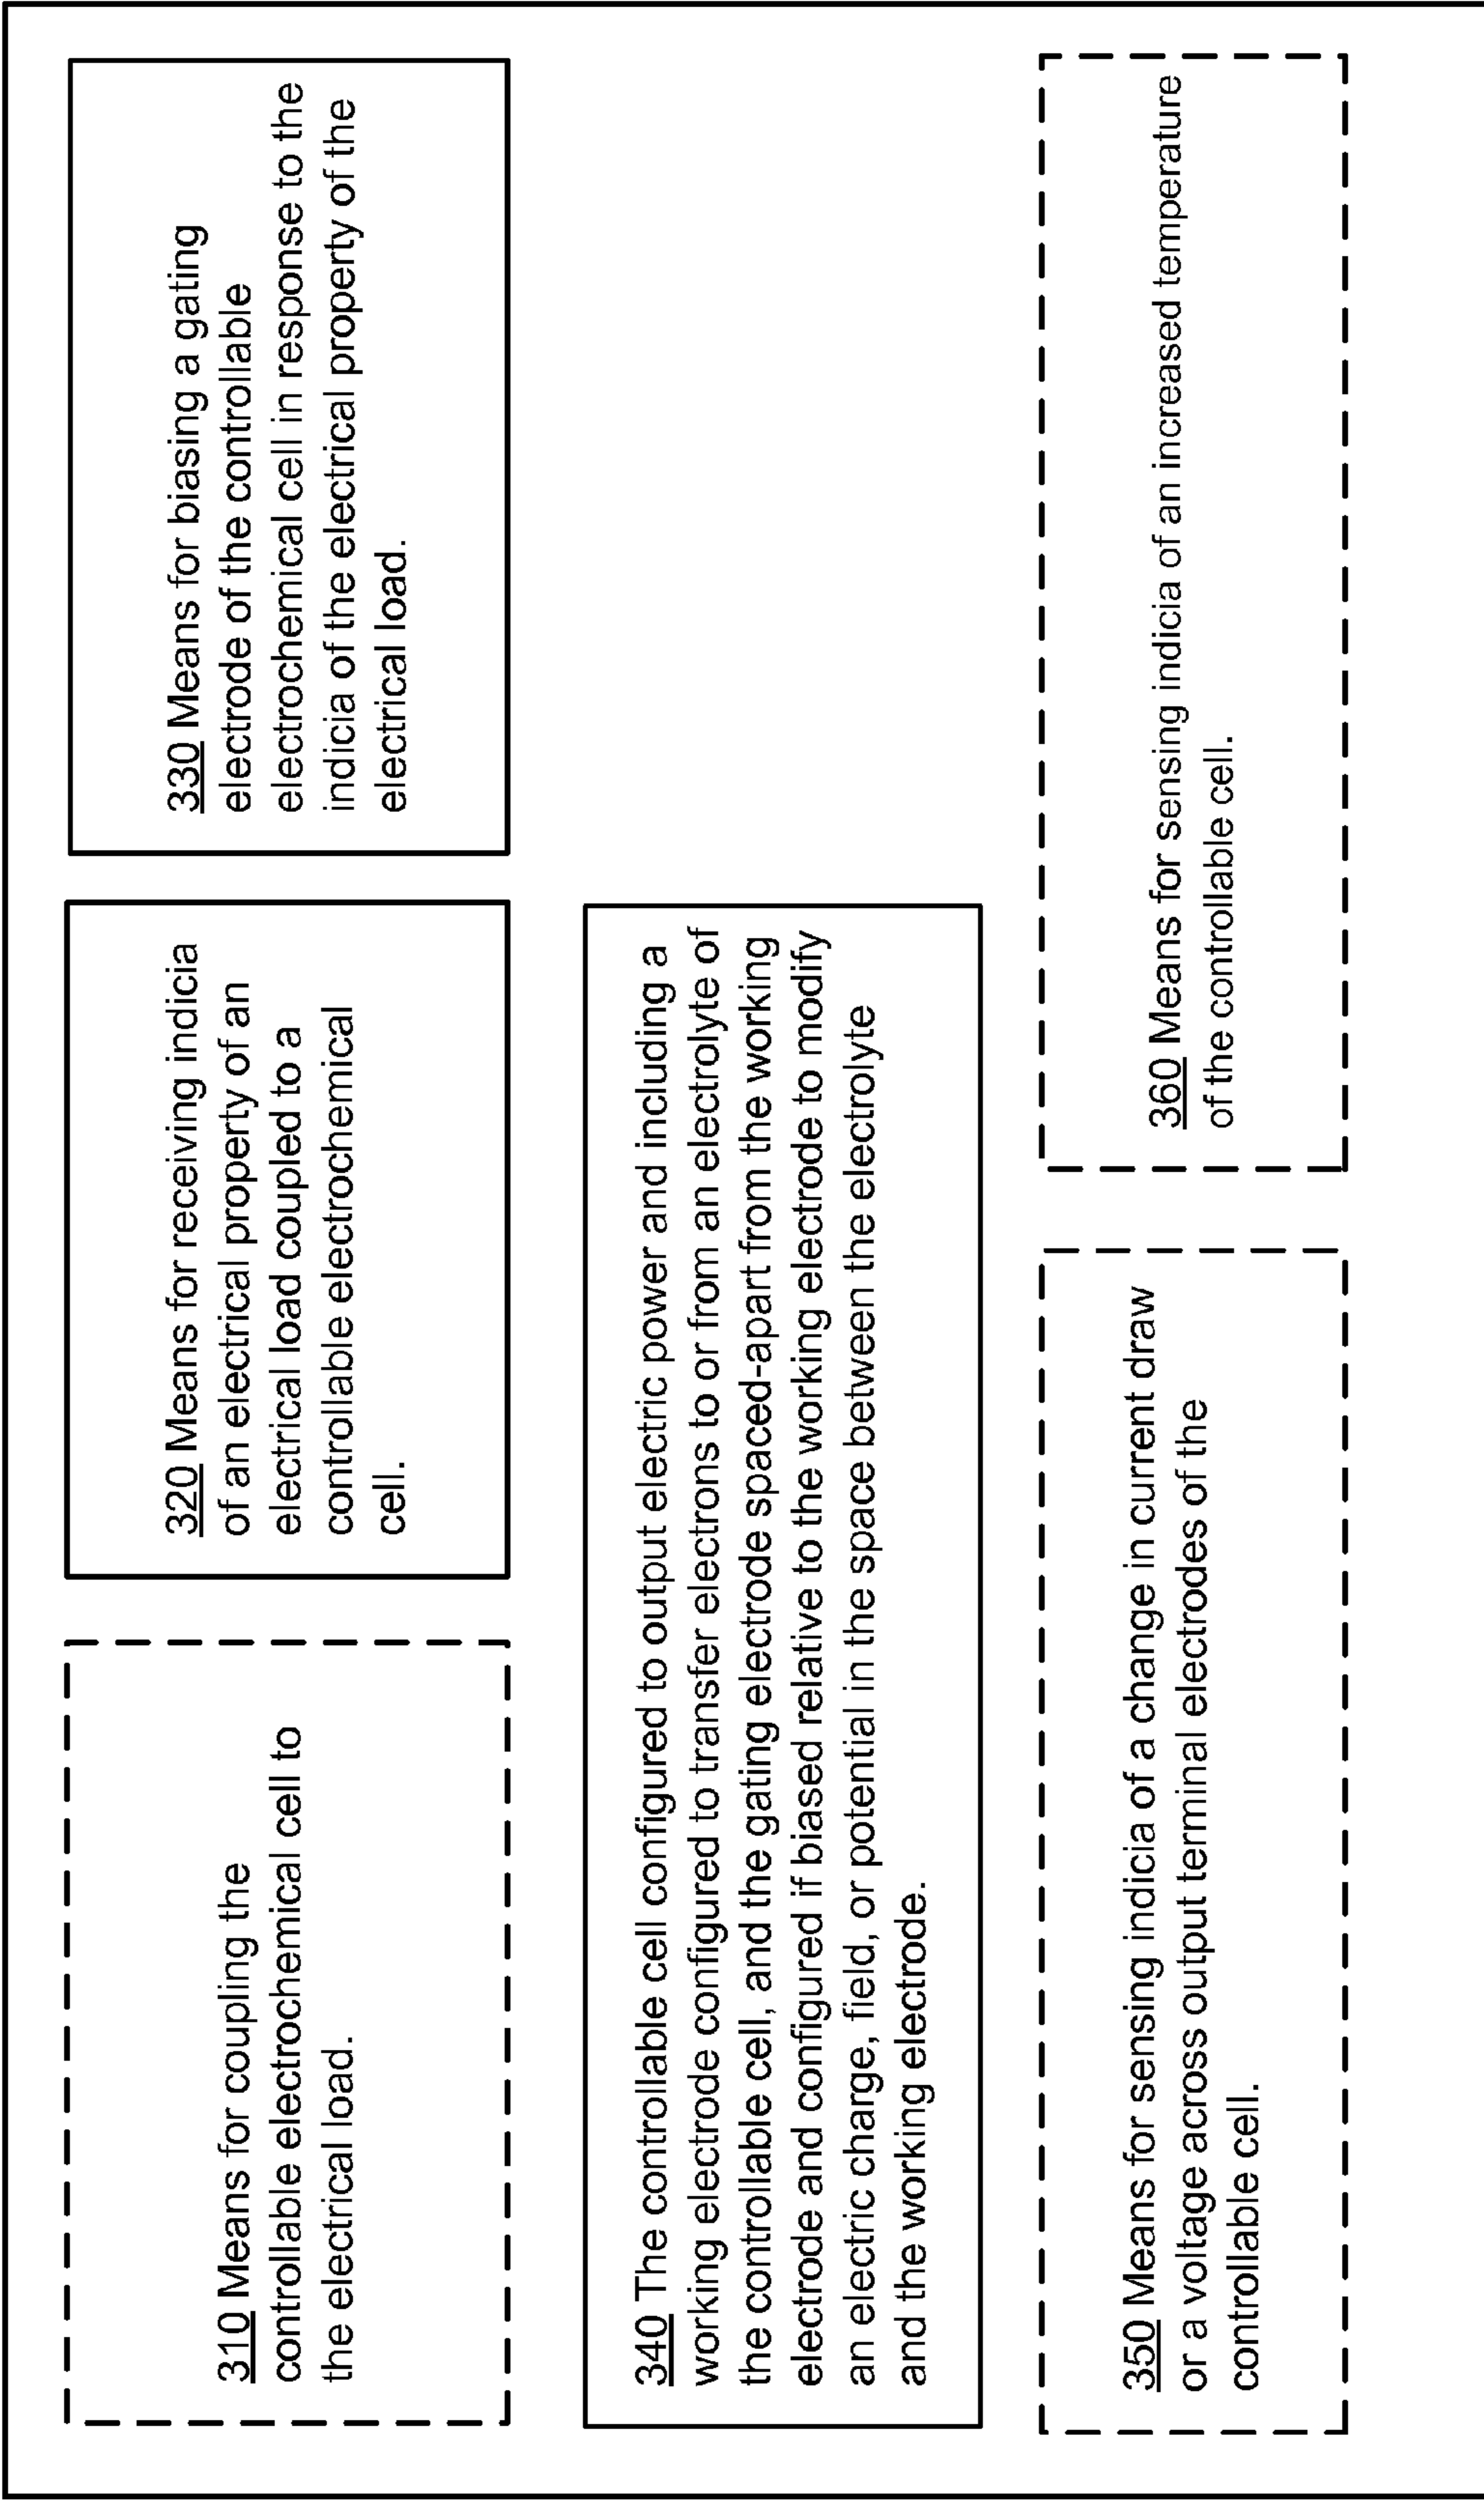 310 Means for coupling the
controllable electrochemical cell to
the electrical load.
320 Means for receiving indicia
of an electrical property of an
electrical load coupled to a
controllable electrochemical
cell.
330 Means for biasing a gating
electrode of the controllable
electrochemical cell in response to the
indicia of the electrical property of the
electrical load.
340 The controllable cell configured to output electric power and including a
working electrode configured to transfer electrons to or from an electrolyte of
the controllable cell, and the gating electrode spaced-apart from the working
electrode and configured if biased relative to the working electrode to modify
an electric charge, field, or potential in the space between the electrolyte
and the working electrode.
350 Means for sensing indicia of a change in current draw
or a voltage across output terminal electrodes of the
controllable cell.
360 Means for sensing indicia of an increased temperature
of the controllable cell.